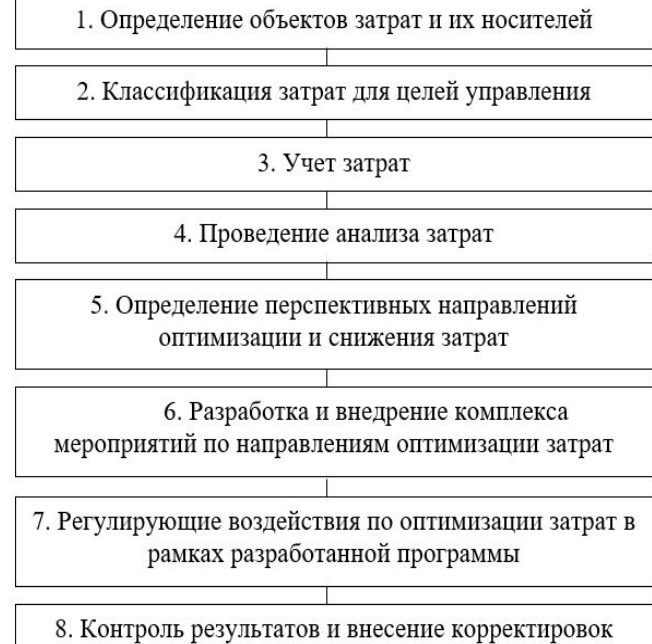 1. Определение объектов затрат и их носителей
2. Классификация затрат для целей управления
3. Учет затрат
4. Проведение анализа затрат
5. Определение перспективных направлений
оптимизации и снижения затрат
6. Разработка и внедрение комплекса
мероприятий по направлениям оптимизации затрат
7. Регулирующие воздействия по оптимизации затрат в
рамках разработанной программы
8. Контроль результатов и внесение корректировок